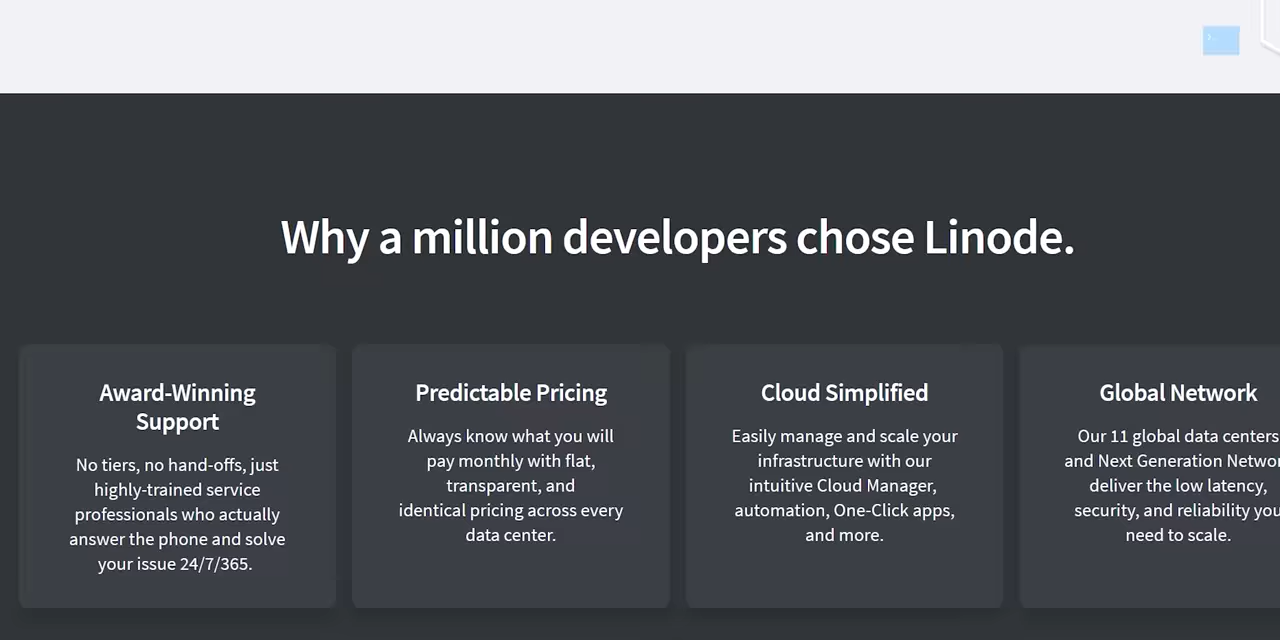 Why a million developers chose Linode.
Award-Winning
Support
No tiers, no hand-offs, just
highly-trained service
professionals who actually
answer the phone and solve
your issue 24/7/365.
Predictable Pricing
Always know what you will
pay monthly with flat,
transparent, and
identical pricing across every
data center.
Cloud Simplified
Easily manage and scale your
infrastructure with our
intuitive Cloud Manager,
automation, One-Click apps,
and more.
Global Network
Our 11 global data centers
and Next Generation Networ
deliver the low latency,
security, and reliability you
need to scale.